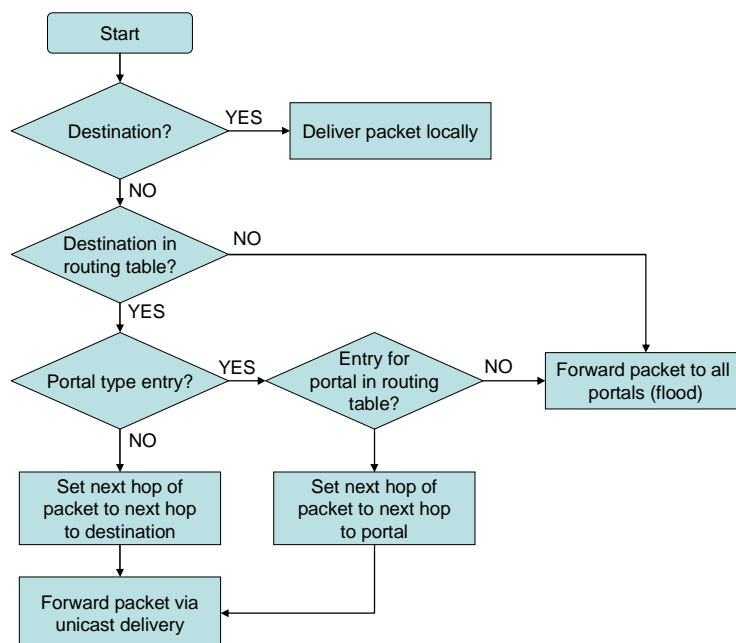 Start
Destination?
YES
Deliver packet locally
NO
Destination in
routing table?
NO
YES
Portal type entry?
YES
Entry for
portal in routing
table?
NO
Forward packet to all
portals (flood)
NO
Set next hop of
packet to next hop
to destination
Set next hop of
packet to next hop
to portal
Forward packet via
unicast delivery